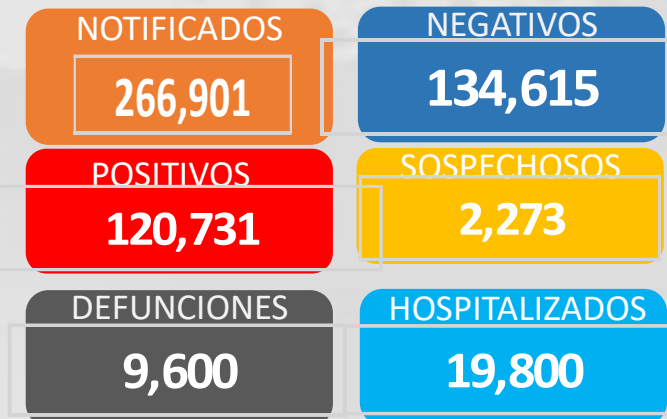 NOTIFICADOS
266,901
NEGATIVOS
134,615
POSITIVOS
120,731
SOSPECHOSOS
2,273
DEFUNCIONES
9,600
HOSPITALIZADOS
19,800